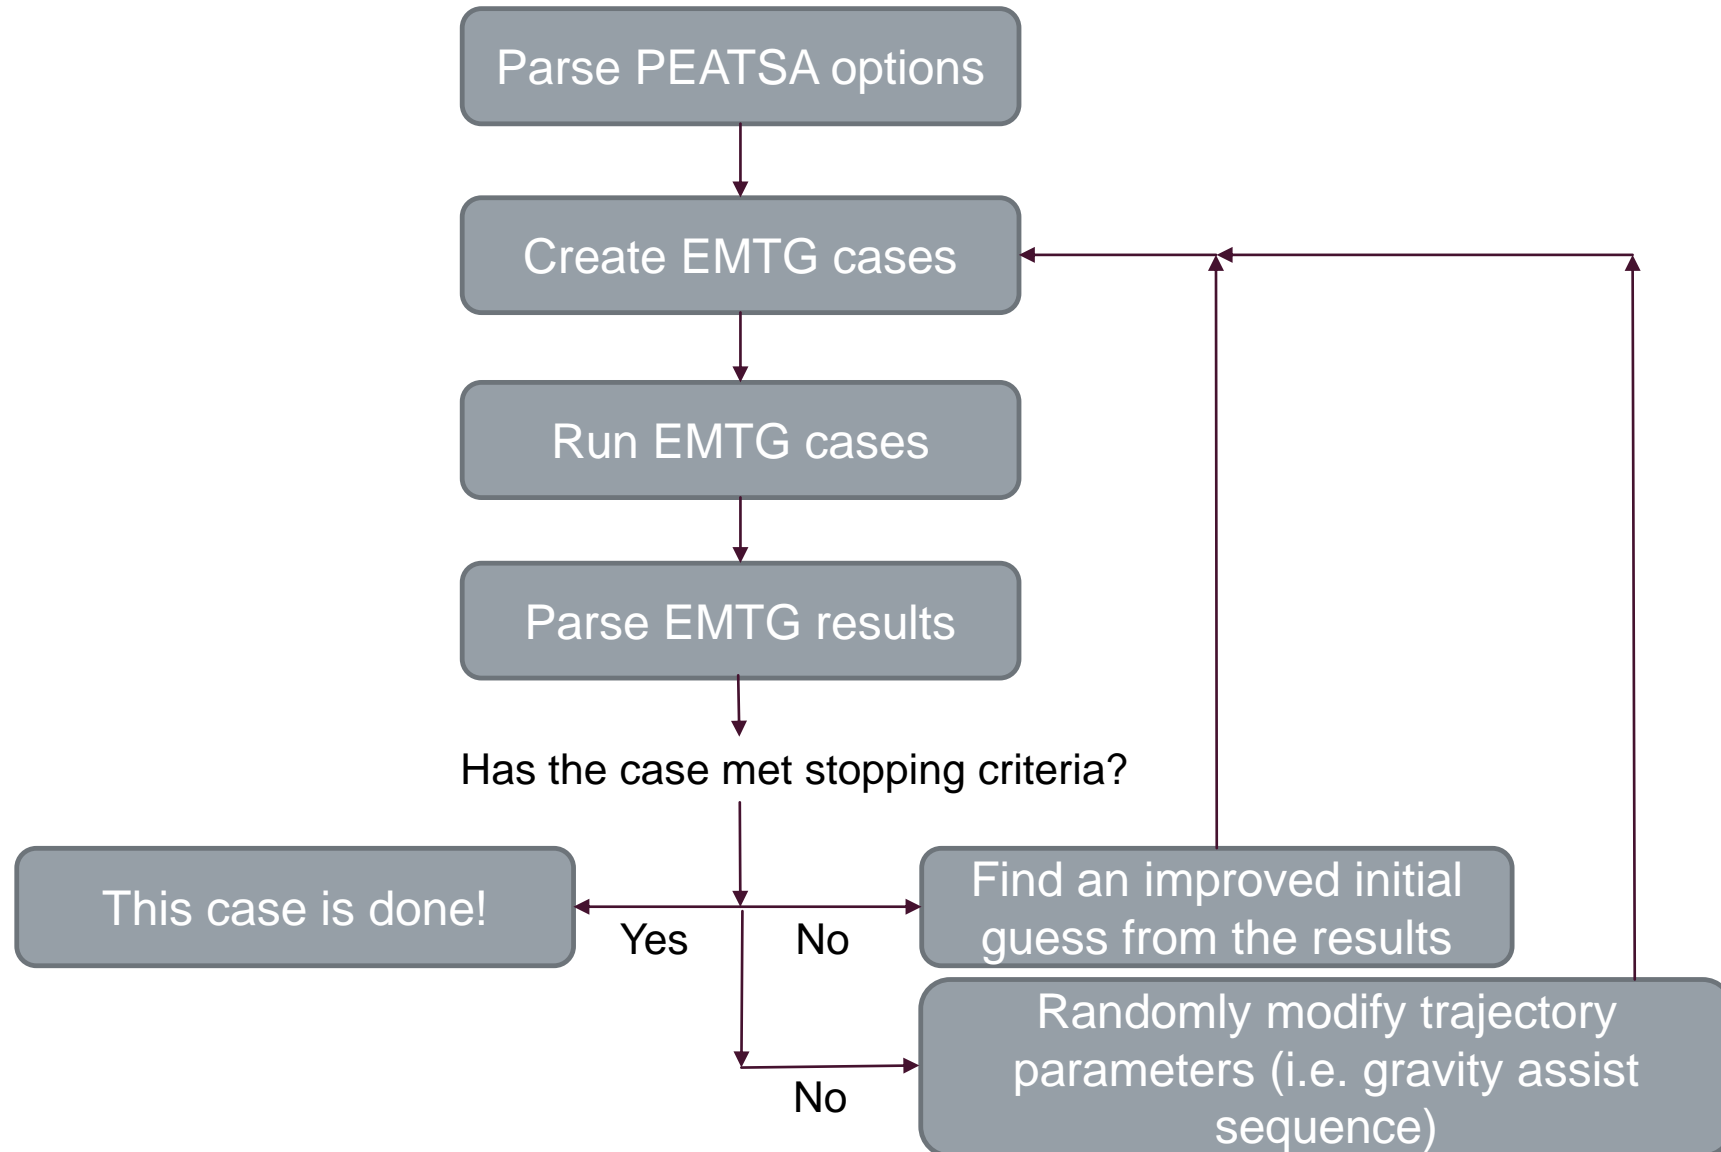 Parse PEATSA options
Create EMTG cases
Run EMTG cases
Parse EMTG results
Has the case met stopping criteria?
This case is done!
Yes
No
Find an improved initial
guess from the results
No
Randomly modify trajectory
parameters (i.e. gravity assist
sequence)